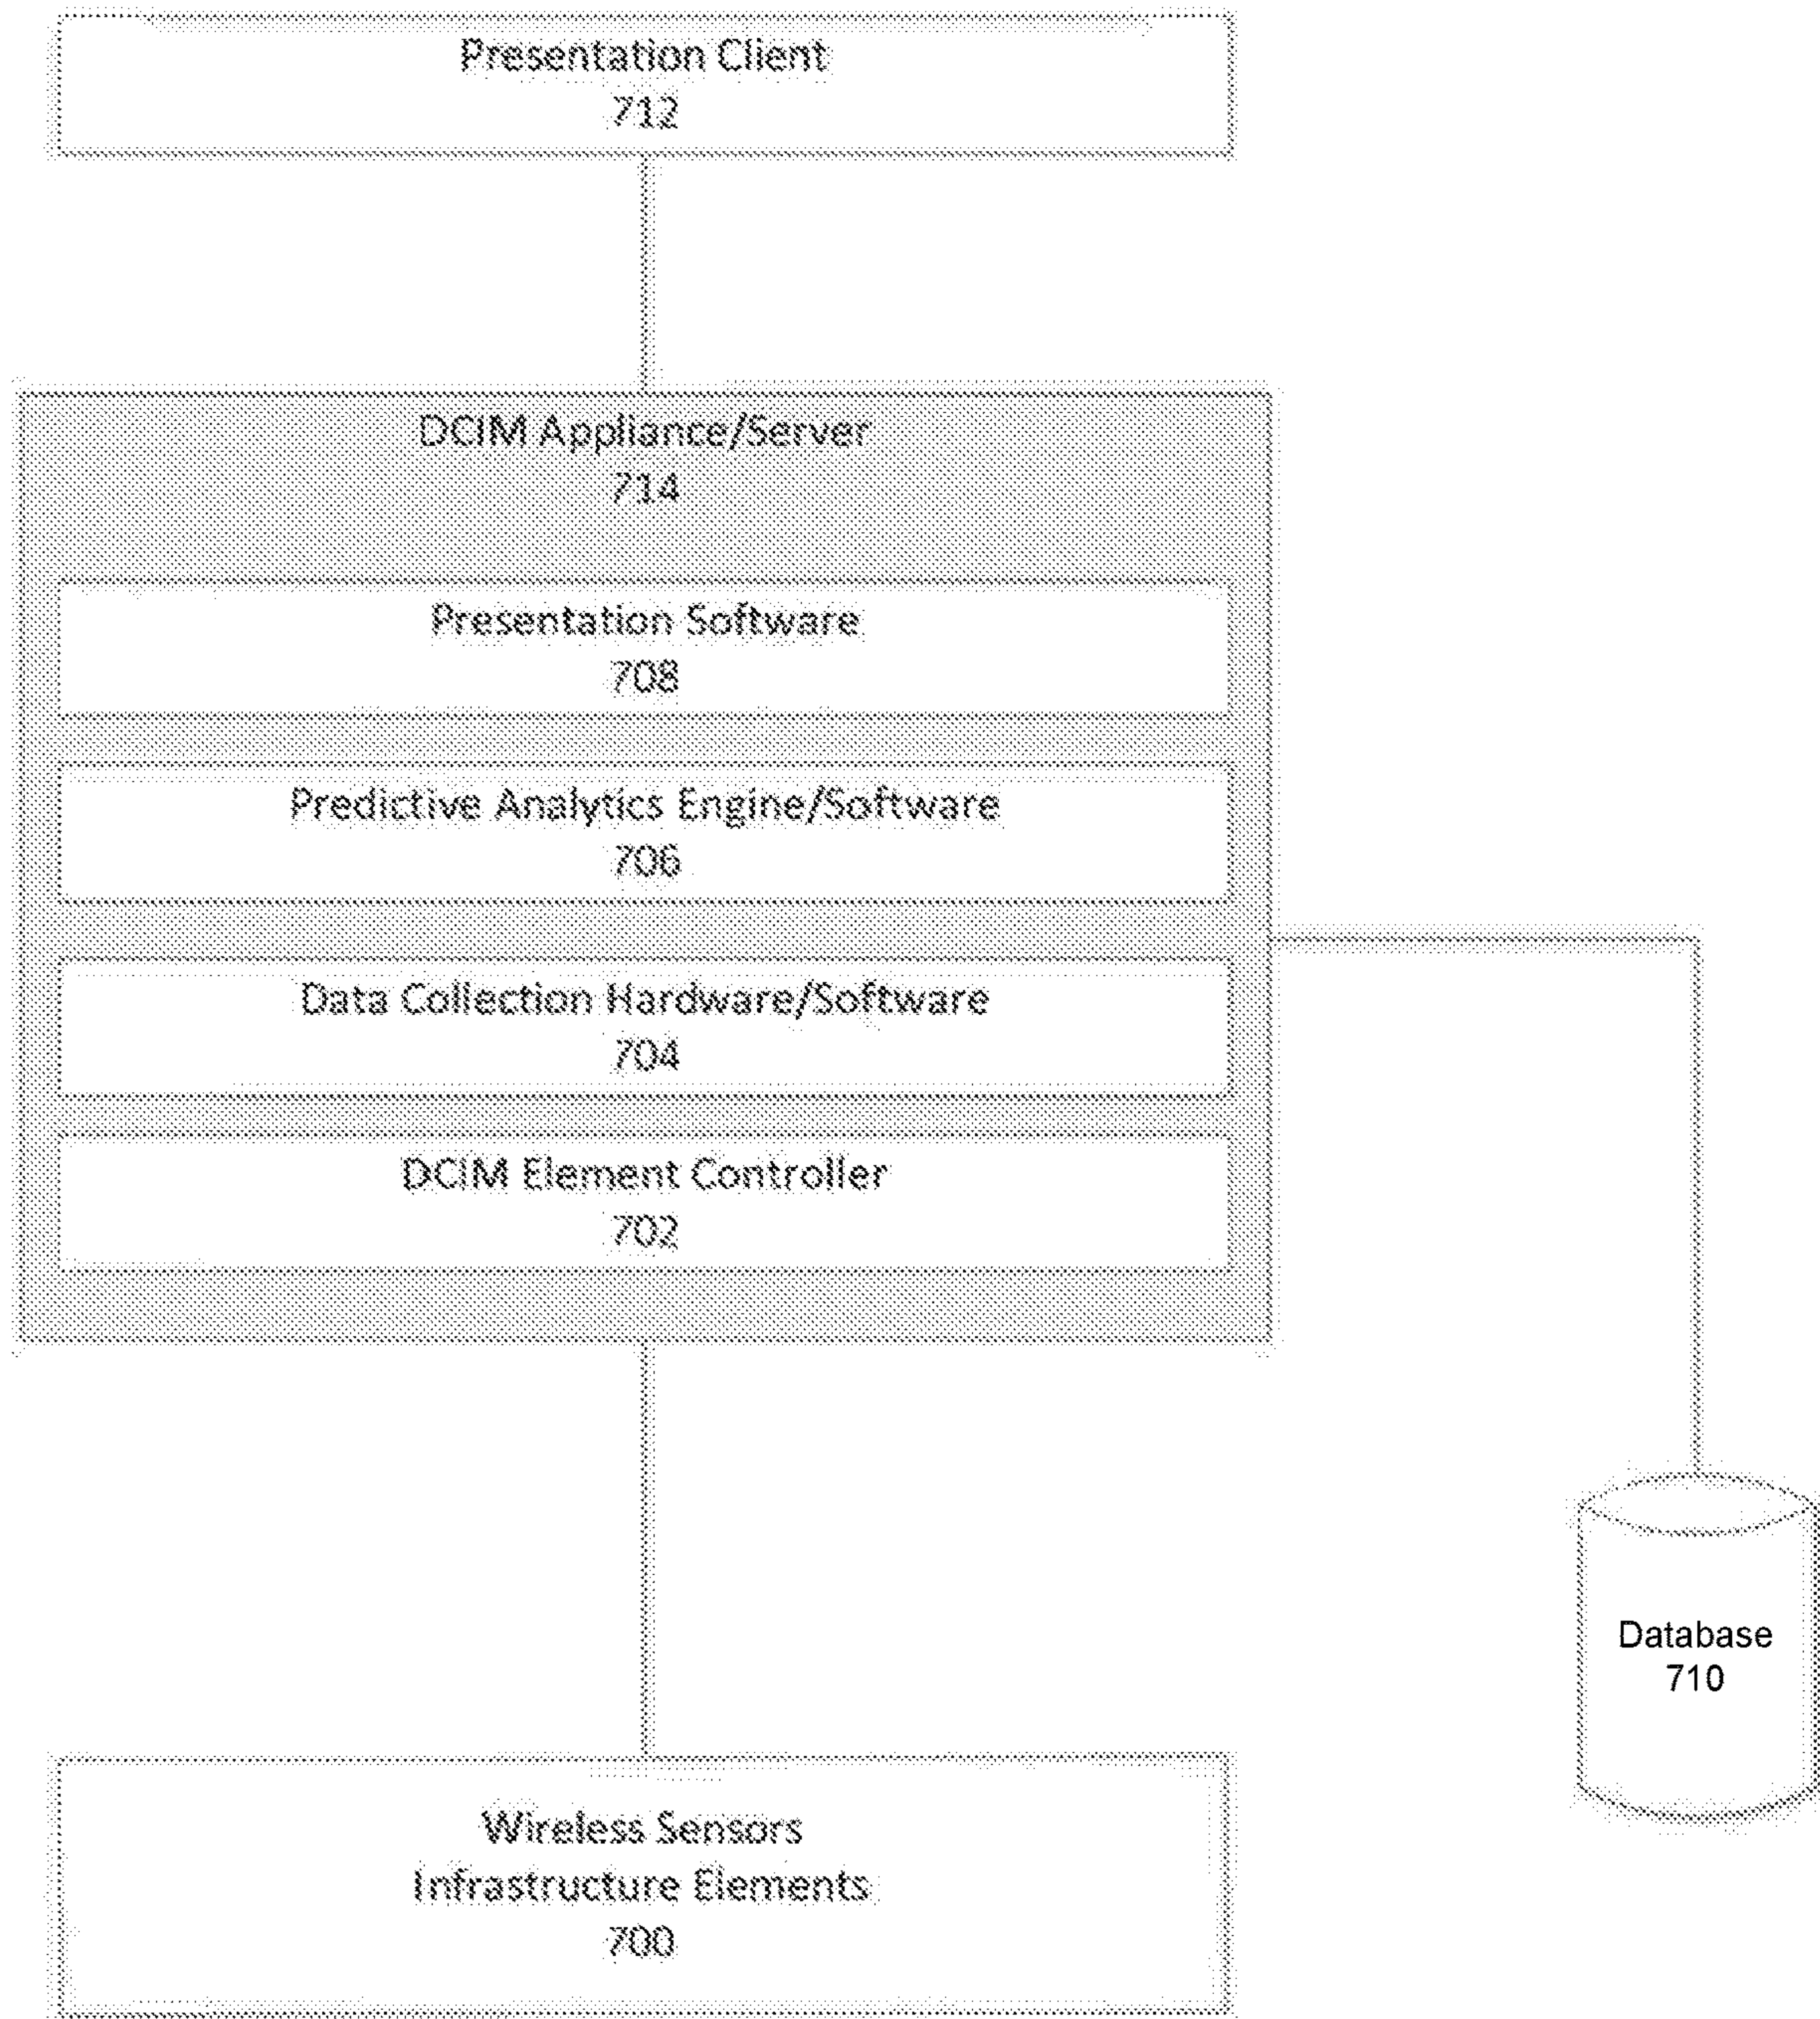 Presentation Client
712
DCIM Appliance/Server
714
Presentation Software
708
Predictive Analytics Engine/Software
706
Data Collection Hardware/Software
704
DCIM Element Controller
702
Database
710
Wireless Sensors
Infrastructure Elements
700